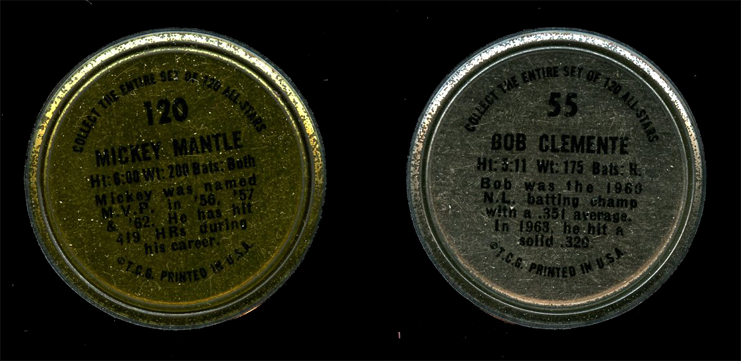 COLLECT THE ENTIRE SET OF 120 ALL-STARS
120
MICKEY MANTLE
Ht: 6:00 Wt: 200 Bats: Both
Mickey was named
M.V.P. in '56, '57
& '62. He has hit
419 HRs during
his career.
©T.C.G. PRINTED IN U.S.A.
COLLECT THE ENTIRE SET OF 120 ALL-STARS
55
BOB CLEMENTE
Ht: 5:11 Wt: 175 Bats: R.
Bob was the 1960
N.L. batting champ
with a .351 average.
In 1963, he hit a
solid .320.
©T.C.G. PRINTED IN U.S.A.